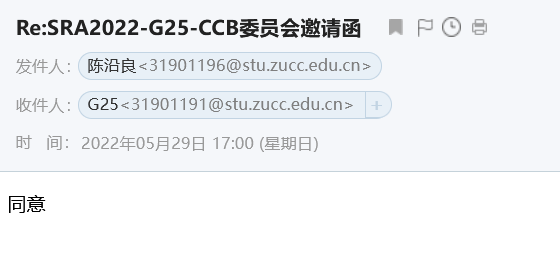 Re:SRA2022-G25-CCB委员会邀请函
发件人：陈沿良<31901196@stu.zucc.edu.cn>
收件人：G25<31901191@stu.zucc.edu.cn>
时 间：2022年05月29日 17:00 (星期日)
同意